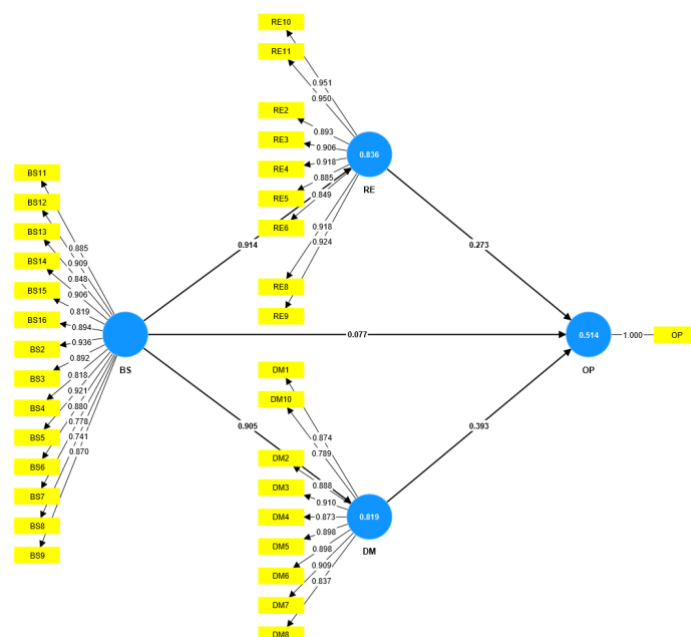 RE10
RE11
0.951
0.950
RE2
0.893
RE3
0.906
RE4
0.918
0.836
RE5
0.885
RE
RE6
0.849
0.918
0.924
RE8
RE9
BS11
BS12
BS13
BS14
BS15
BS16
BS2
BS3
BS4
BS5
BS6
BS7
BS8
BS9
0.885
0.909
0.848
0.906
0.819
0.894
0.936
0.892
0.818
0.921
0.880
0.778
0.741
0.870
BS
0.914
0.273
0.077
0.514
1.000
OP
OP
0.905
0.393
DM1
DM10
0.874
0.789
DM2
0.888
DM3
0.910
DM4
0.873
0.819
DM5
0.898
DM
DM6
0.898
0.909
0.837
DM7
DM8